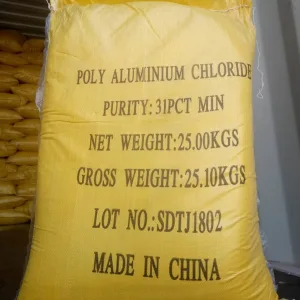 POLY ALUMINIUM CHLORIDE
PURITY:31PCT MIN
NET WEIGHT:25.00KGS
GROSS WEIGHT:25.10KGS
LOT NO.:SDTJ1802
MADE IN CHINA